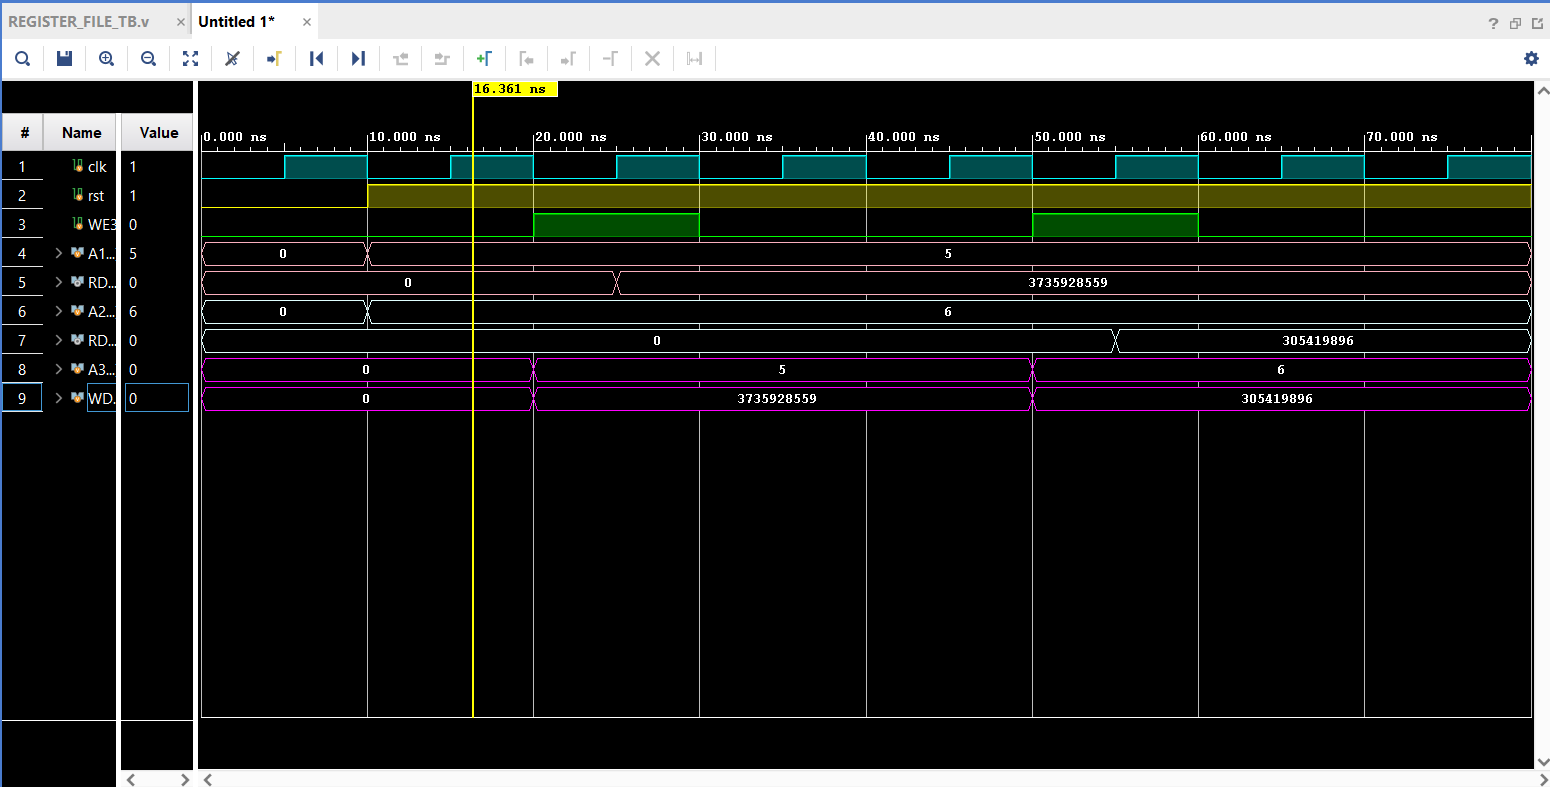 REGISTER_FILE_TB.v × Untitled 1* ×
16.361 ns
# Name Value
0.000 ns 10.000 ns 20.000 ns 30.000 ns 40.000 ns 50.000 ns 60.000 ns 70.000 ns
1 clk 1
2 rst 1
3 WE3 0
4 A1... 5 0 5
5 RD... 0 0 3735928559
6 A2... 6 0 6
7 RD... 0 0 305419896
8 A3... 0 0 5 6
9 WD. 0 0 3735928559 305419896